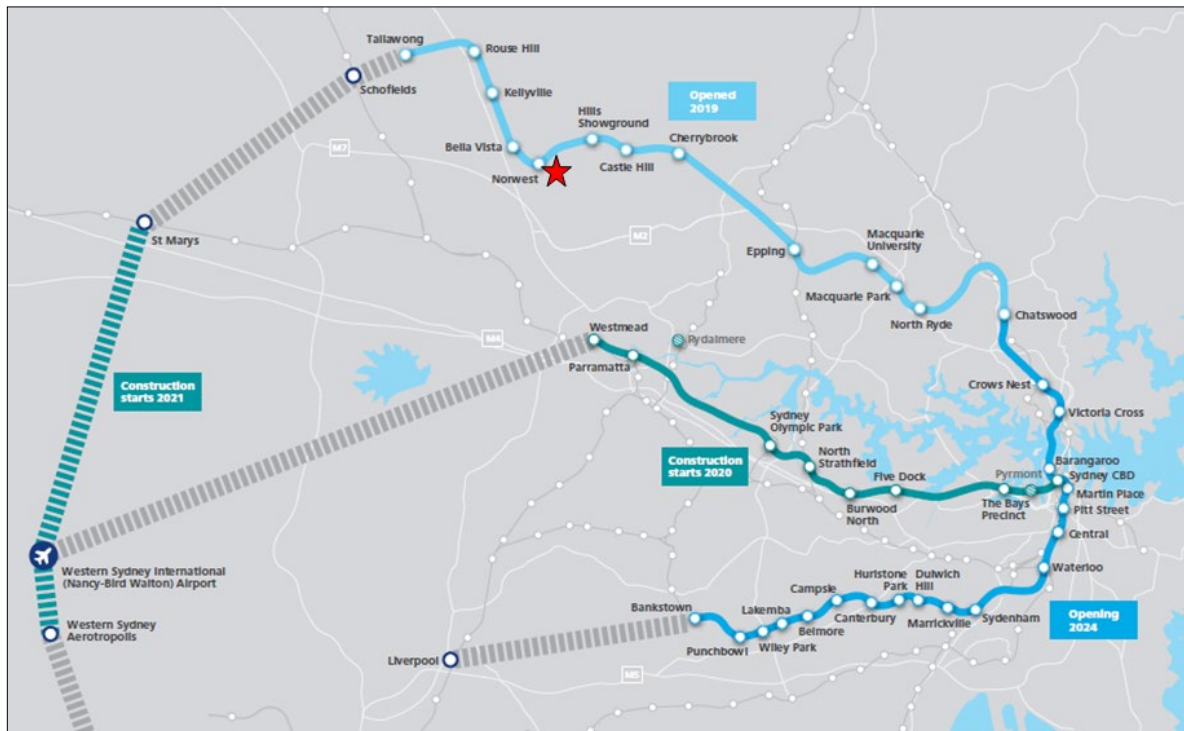 Tallawong
Rouse Hill
Schofields
Kellyville
Opened
2019
Hills
Showground
Cherrybrook
M7
Bella Vista
Castle Hill
Norwest
St Marys
M2
Macquarie
University
Epping
Macquarie Park
North Ryde
Chatswood
Westmead
Rydalmere
M4
Parramatta
Construction
starts 2021
Crows Nest
Victoria Cross
Sydney
Olympic Park
Construction
starts 2020
North
Strathfield
Five Dock
Pyrmont
Barangaroo
Sydney CBD
Martin Place
Pitt Street
Burwood
North
The Bays
Precinct
Central
Western Sydney International
(Nancy-Bird Walton) Airport
Waterloo
Western Sydney
Aerotropolis
Bankstown
Lakemba
Campsie
Hurlstone
Park
Dulwich
Hill
Opening
2024
Punchbowl
Wiley Park
Belmore
Canterbury
Marrickville
Sydenham
Liverpool
M5